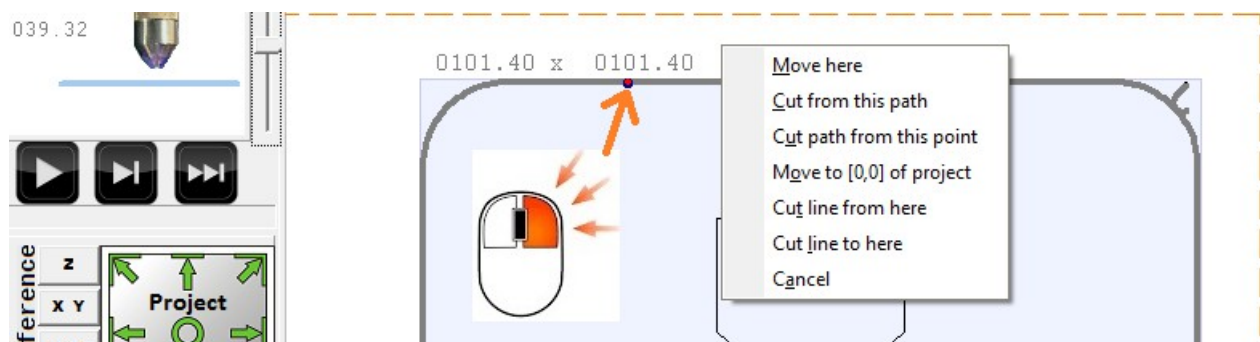 039.32
0101.40 x 0101.40
Move here
Cut from this path
Cut path from this point
Move to [0,0] of project
Cut line from here
Cut line to here
Cancel
ference
Z
X Y
Project